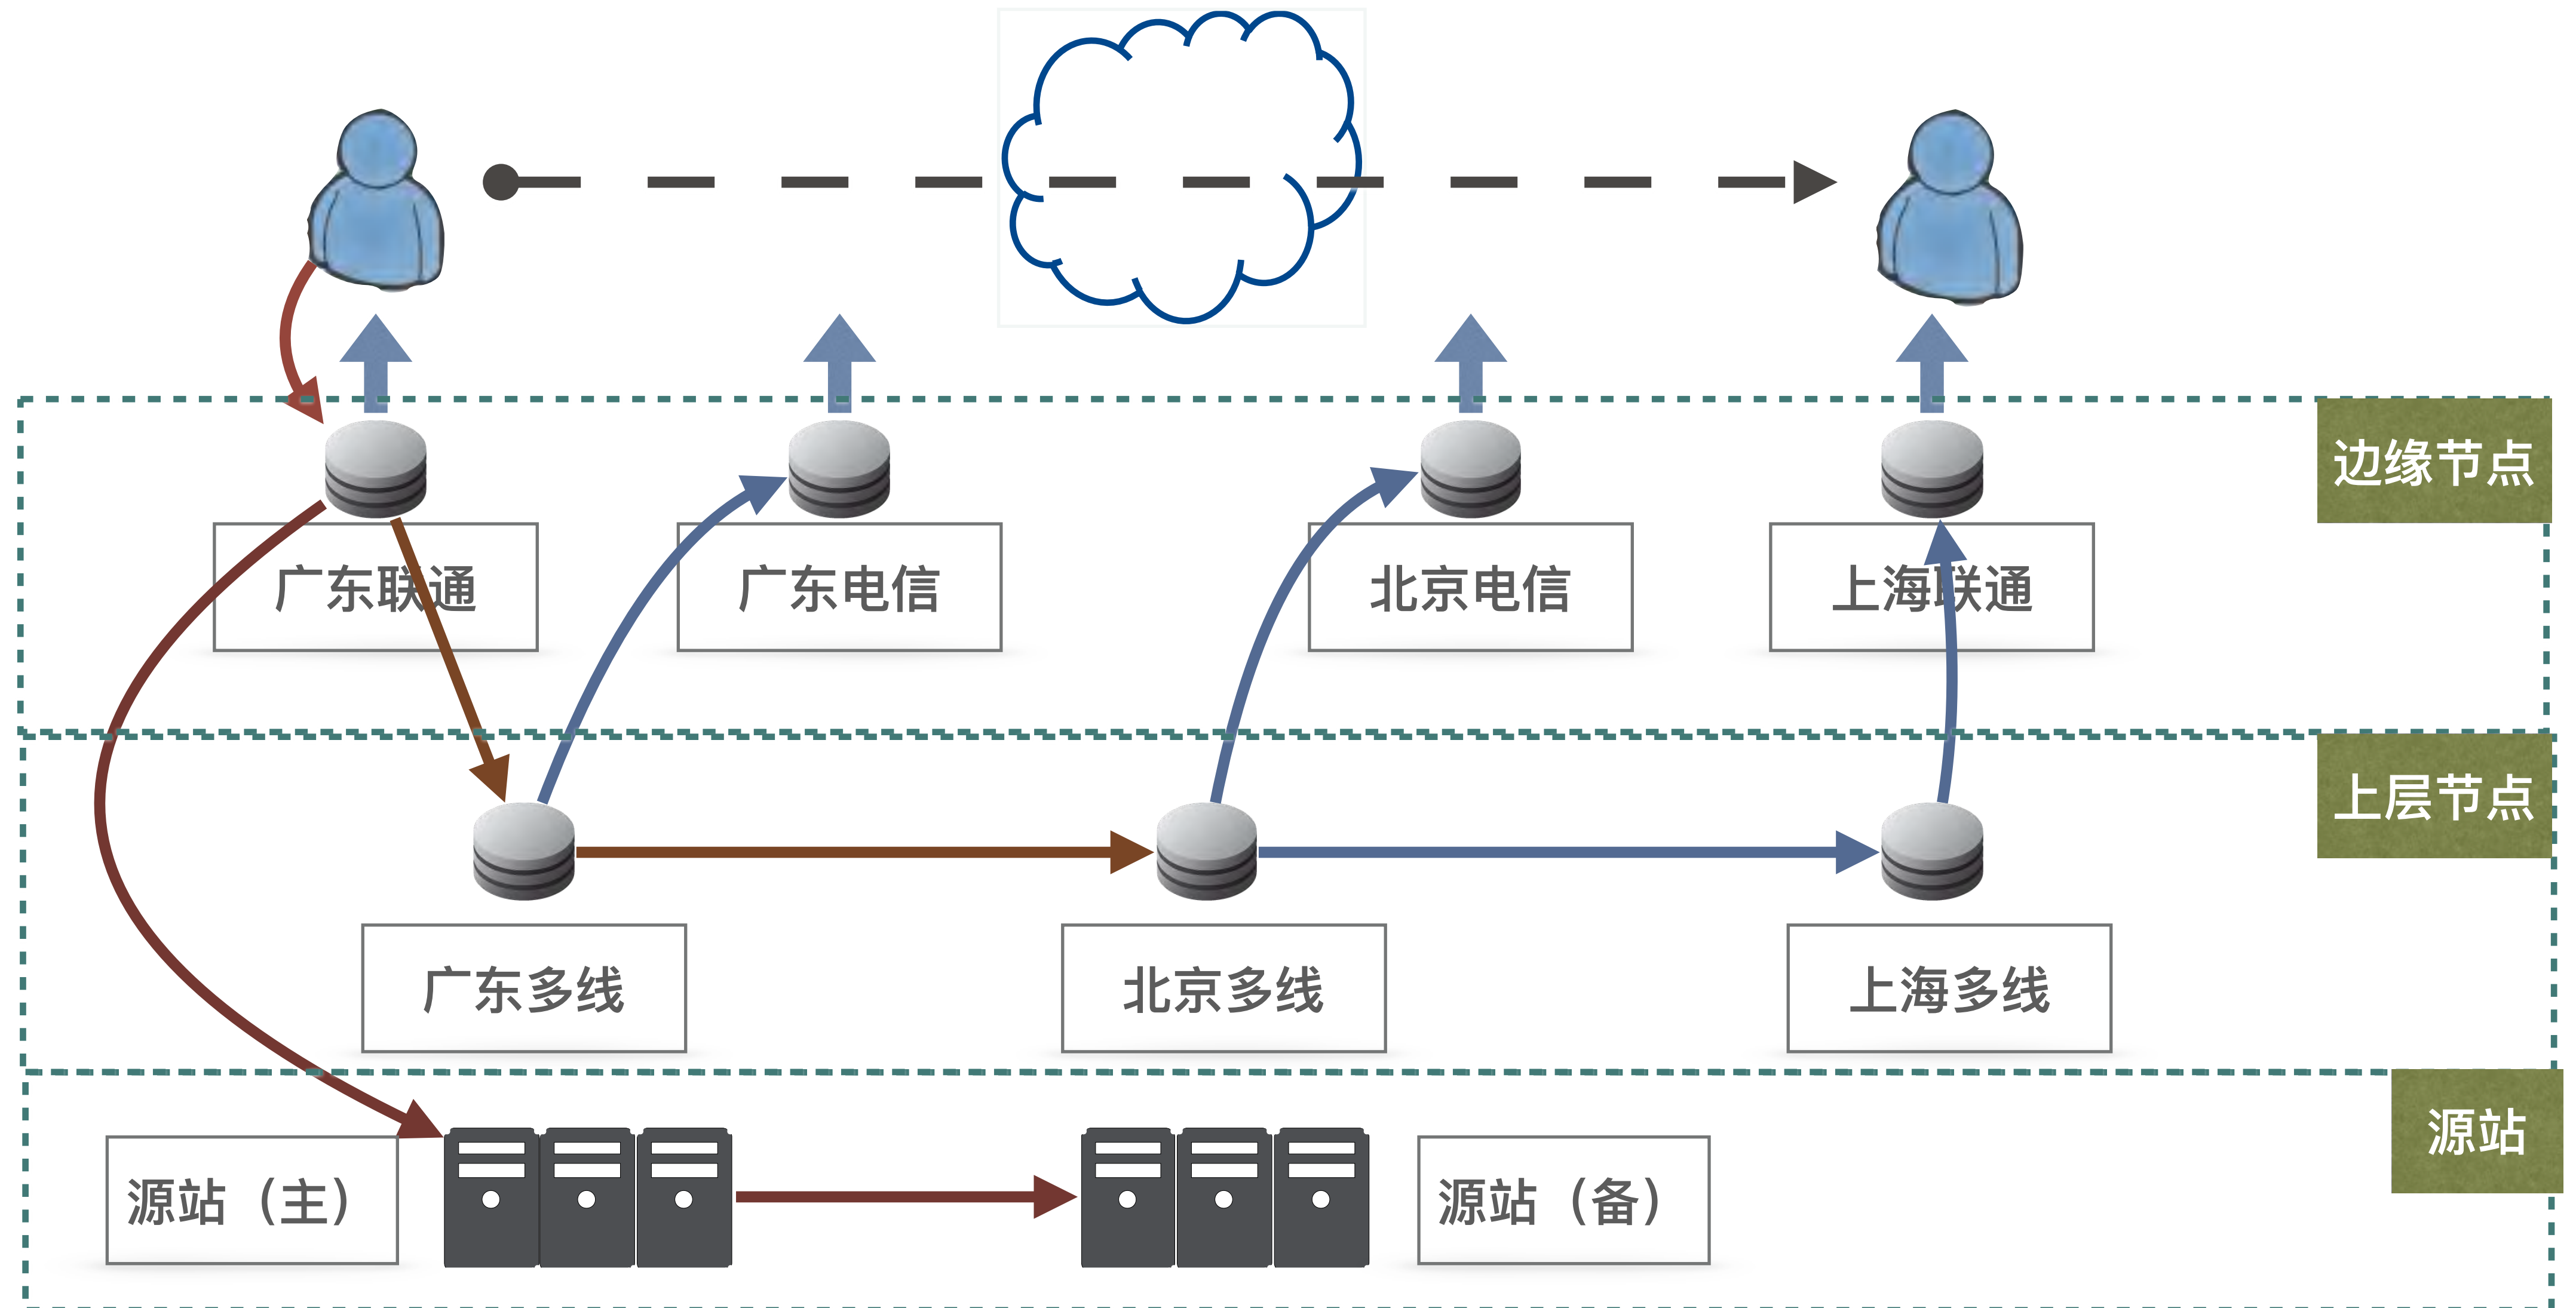 边缘节点
广东联通
广东电信
北京电信
上海联通
上层节点
广东多线
北京多线
上海多线
源站
源站（主）
源站（备）